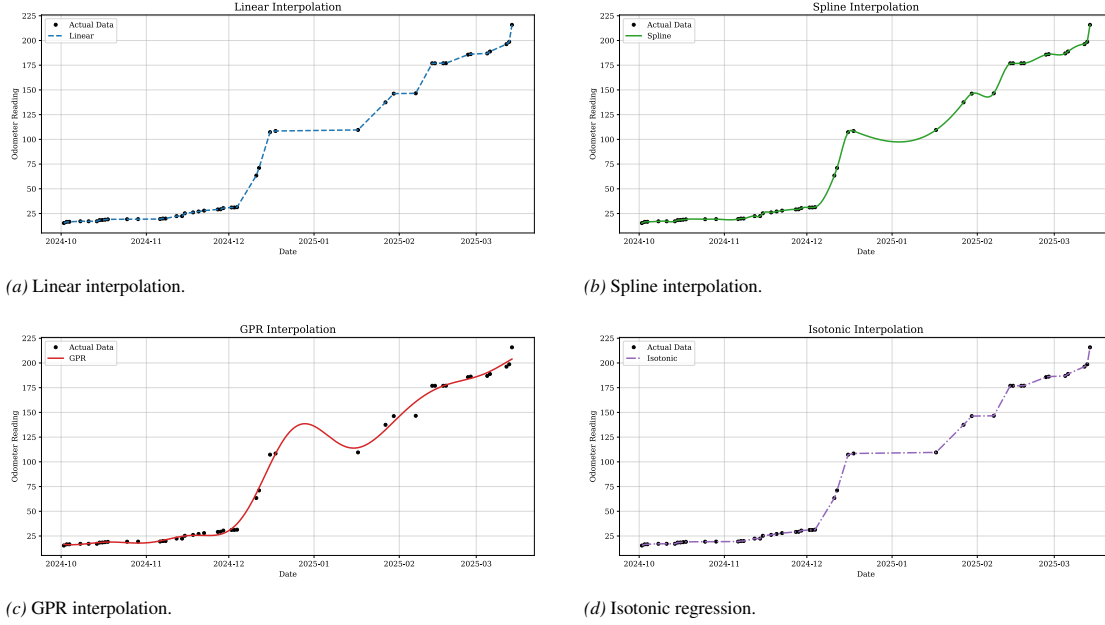 Linear Interpolation
Actual Data
Linear
Odometer Reading
225
200
175
150
125
100
75
50
25
2024-10 2024-11 2024-12 2025-01 2025-02 2025-03
Date
(a) Linear interpolation.
Spline Interpolation
Actual Data
Spline
Odometer Reading
225
200
175
150
125
100
75
50
25
2024-10 2024-11 2024-12 2025-01 2025-02 2025-03
Date
(b) Spline interpolation.
GPR Interpolation
Actual Data
GPR
Odometer Reading
225
200
175
150
125
100
75
50
25
2024-10 2024-11 2024-12 2025-01 2025-02 2025-03
Date
(c) GPR interpolation.
Isotonic Interpolation
Actual Data
Isotonic
Odometer Reading
225
200
175
150
125
100
75
50
25
2024-10 2024-11 2024-12 2025-01 2025-02 2025-03
Date
(d) Isotonic regression.